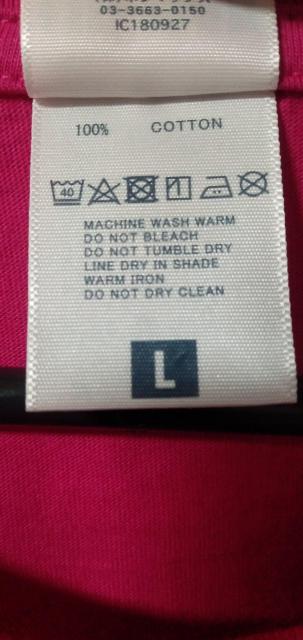 03-3663-0150
IC180927
100% COTTON
40
MACHINE WASH WARM
DO NOT BLEACH
DO NOT TUMBLE DRY
LINE DRY IN SHADE
WARM IRON
DO NOT DRY CLEAN
L